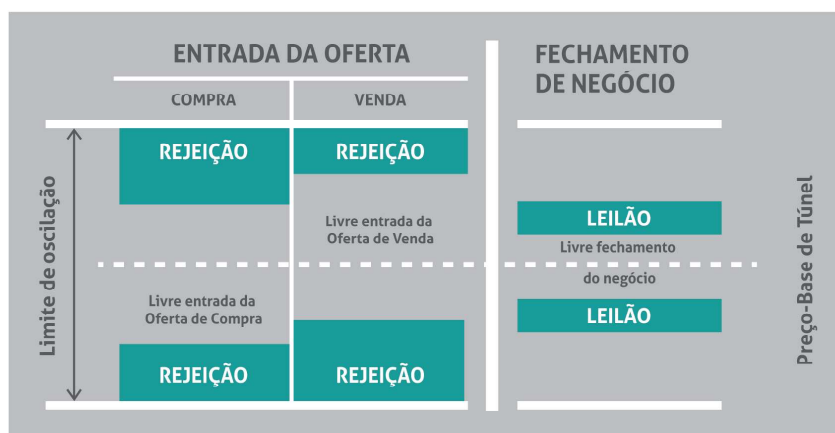 ENTRADA DA OFERTA
COMPRA
VENDA
REJEIÇÃO
REJEIÇÃO
Livre entrada da
Oferta de Venda
Livre entrada da
Oferta de Compra
REJEIÇÃO
REJEIÇÃO
Limite de oscilação
FECHAMENTO
DE NEGÓCIO
LEILÃO
Livre fechamento
do negócio
LEILÃO
Preço-Base de Túnel